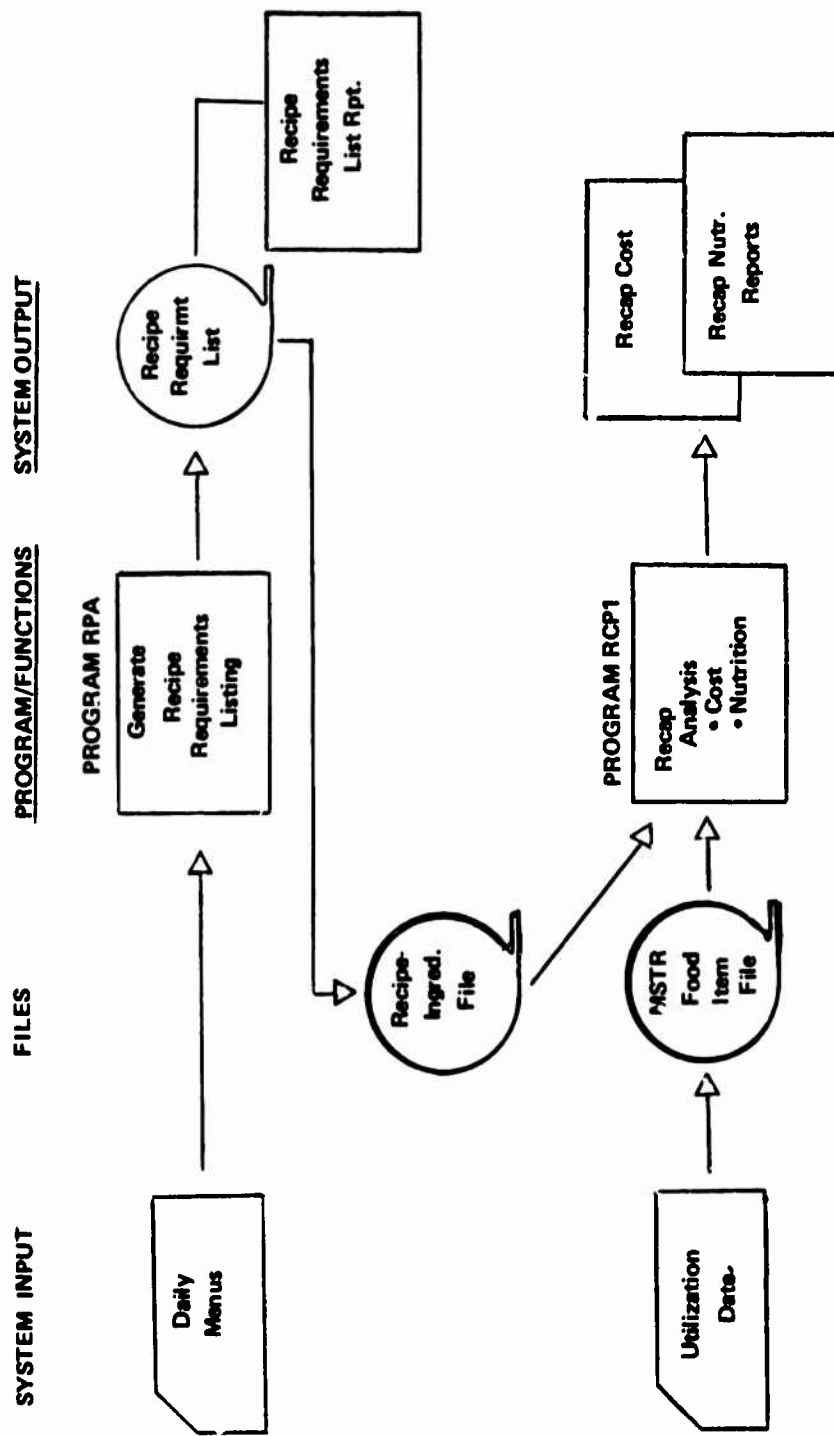 SYSTEM INPUT
FILES
PROGRAM/FUNCTIONS
SYSTEM OUTPUT
Daily
Menus
PROGRAM RPA
Generate
Recipe
Requirements
Listing
Recipe
Requirmt
List
Recipe
Requirements
List Rpt.
Recipe-
Ingred.
File
Utilization
Data
MSTR
Food
Item
File
PROGRAM RCP1
Recap
Analysis
• Cost
• Nutrition
Recap Cost
Recap Nutr.
Reports